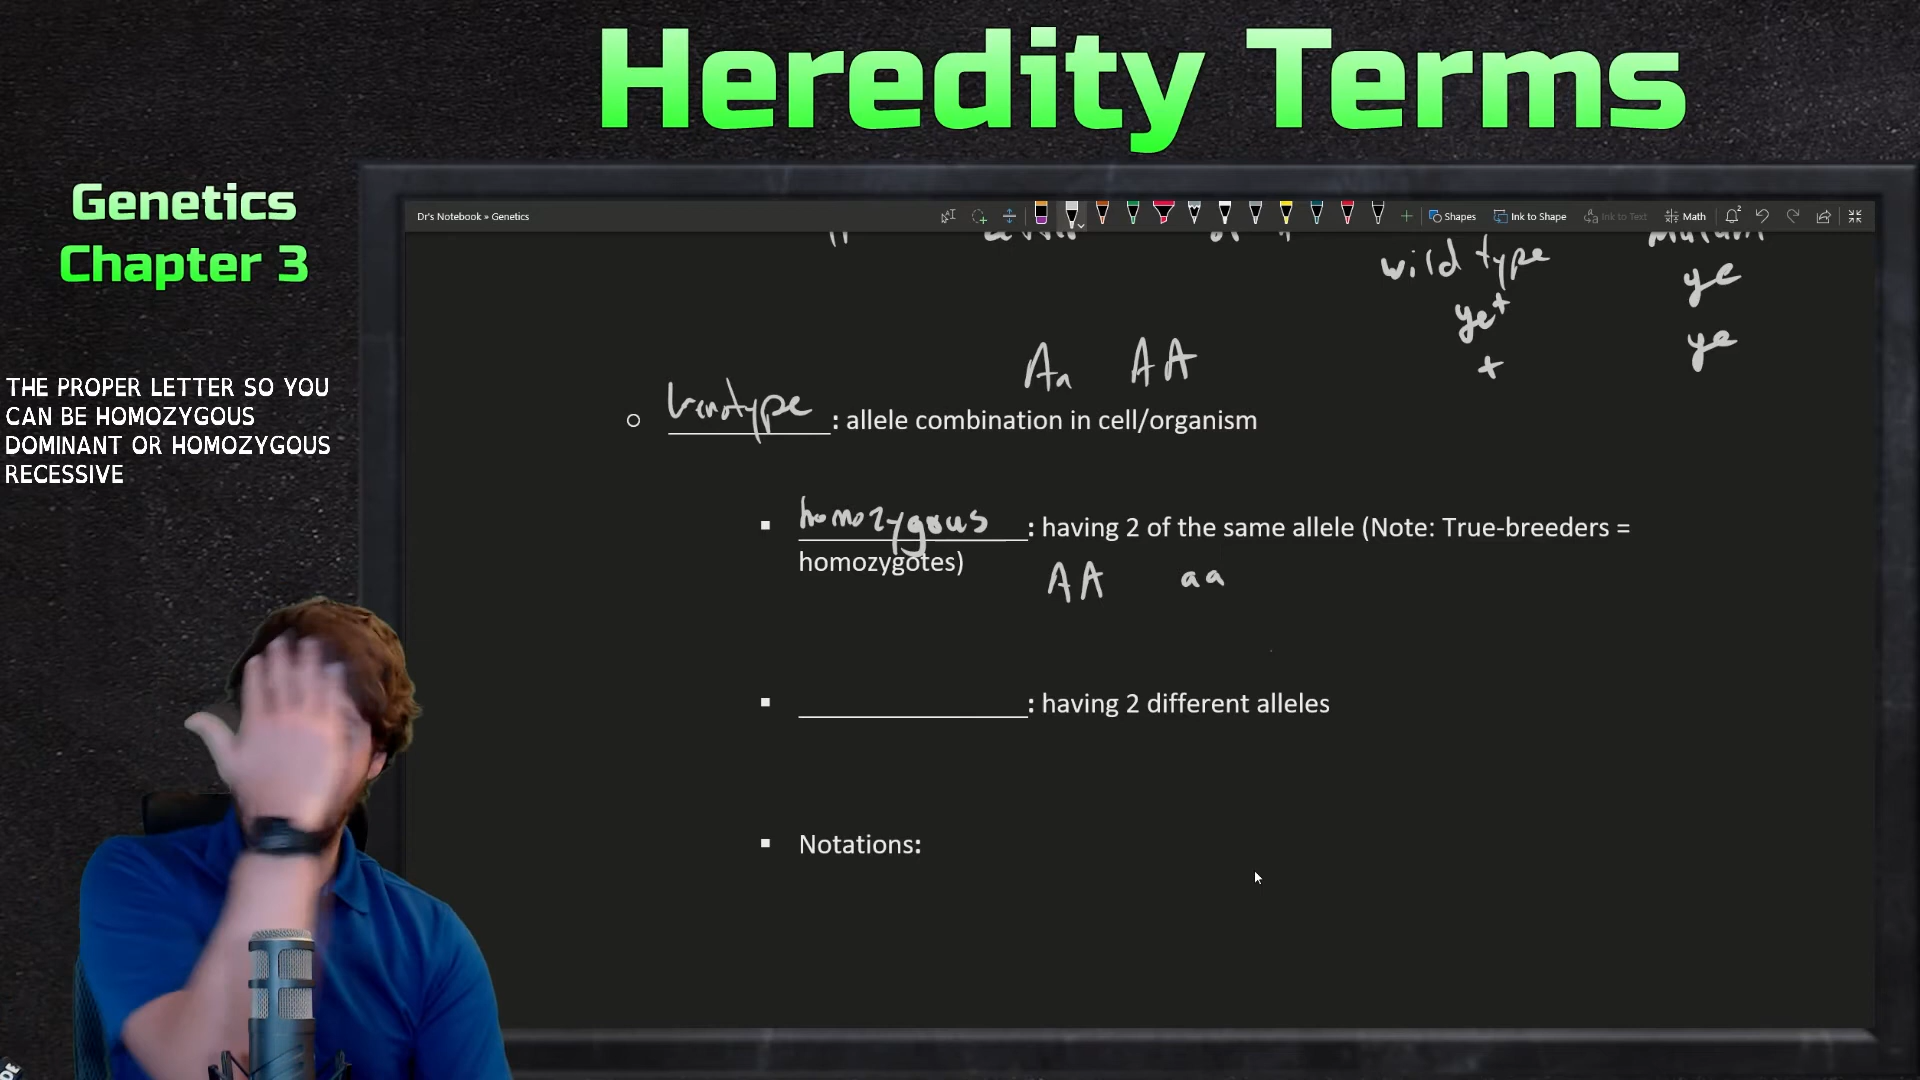 Heredity Terms
Genetics
Chapter 3
Dr's Notebook » Genetics
Shapes
Ink to Shape
Ink to Text
Math
wild type
ye
ye+
ye
+
Aa AA
THE PROPER LETTER SO YOU
CAN BE HOMOZYGOUS
DOMINANT OR HOMOZYGOUS
RECESSIVE
Genotype : allele combination in cell/organism
homozygous : having 2 of the same allele (Note: True-breeders =
homozygotes)
AA aa
: having 2 different alleles
Notations: